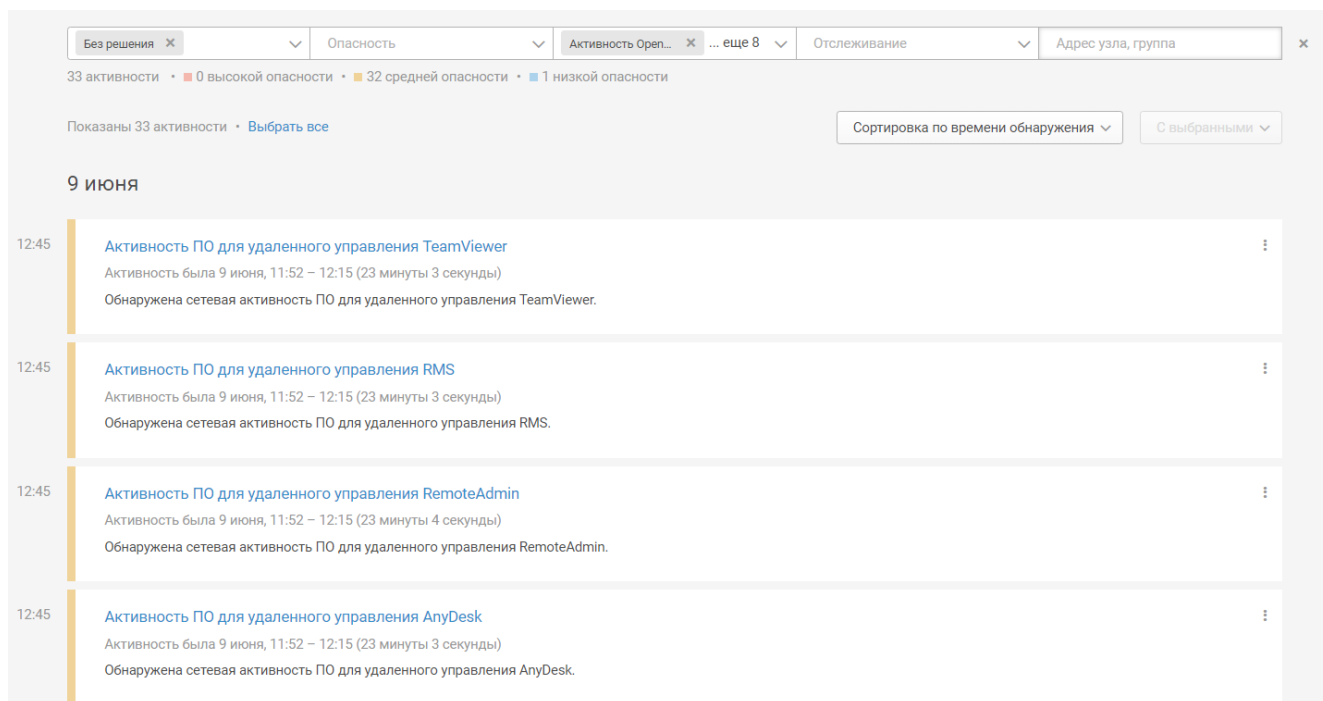 Без решения Опасность Активность Open... ... еще 8 Отслеживание Адрес узла, группа
33 активности • 0 высокой опасности • 32 средней опасности • 1 низкой опасности
Показаны 33 активности • Выбрать все Сортировка по времени обнаружения С выбранными
9 июня
12:45 Активность ПО для удаленного управления TeamViewer
Активность была 9 июня, 11:52 – 12:15 (23 минуты 3 секунды)
Обнаружена сетевая активность ПО для удаленного управления TeamViewer.
12:45 Активность ПО для удаленного управления RMS
Активность была 9 июня, 11:52 – 12:15 (23 минуты 3 секунды)
Обнаружена сетевая активность ПО для удаленного управления RMS.
12:45 Активность ПО для удаленного управления RemoteAdmin
Активность была 9 июня, 11:52 – 12:15 (23 минуты 4 секунды)
Обнаружена сетевая активность ПО для удаленного управления RemoteAdmin.
12:45 Активность ПО для удаленного управления AnyDesk
Активность была 9 июня, 11:52 – 12:15 (23 минуты 3 секунды)
Обнаружена сетевая активность ПО для удаленного управления AnyDesk.